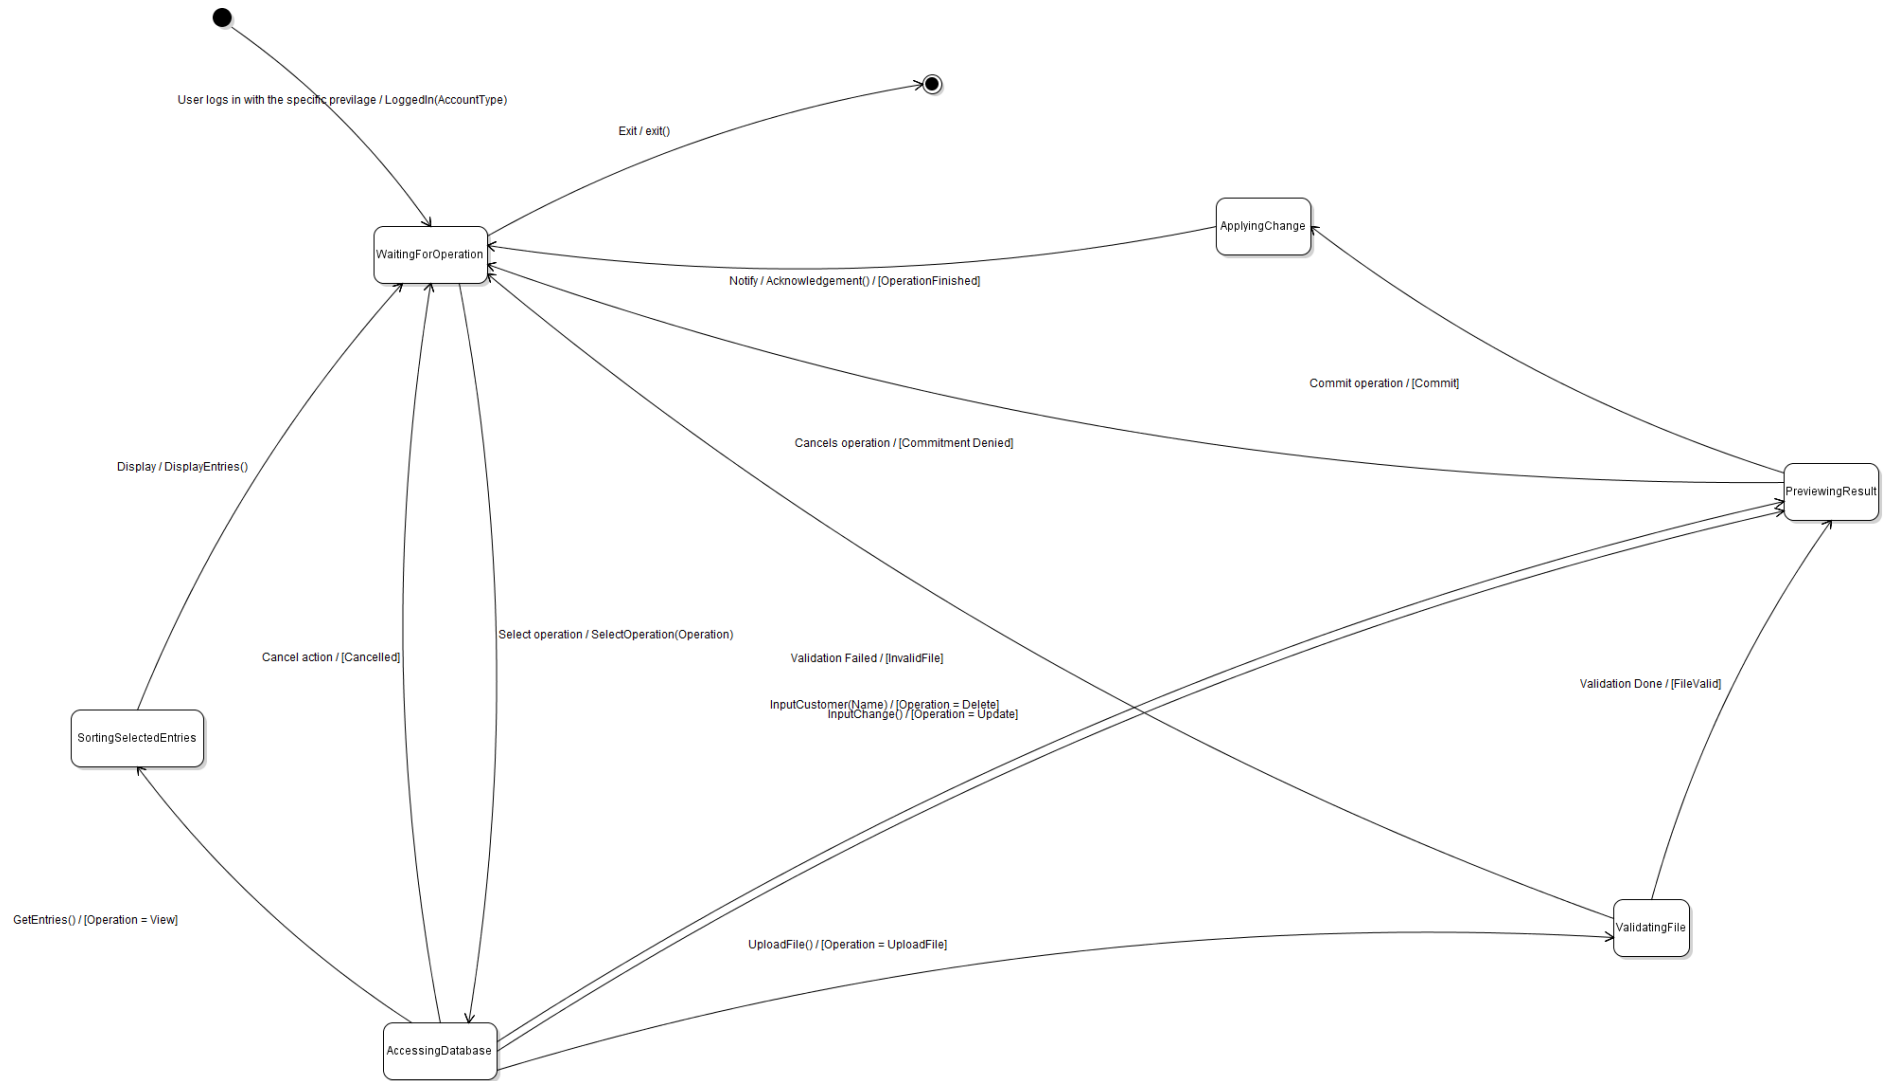 User logs in with the specific previlage / LoggedIn(AccountType)
Exit / exit()
ApplyingChange
WaitingForOperation
Notify / Acknowledgement() / [OperationFinished]
Commit operation / [Commit]
Cancels operation / [Commitment Denied]
Display / DisplayEntries()
PreviewingResult
Select operation / SelectOperation(Operation)
Cancel action / [Cancelled]
Validation Failed / [InvalidFile]
Validation Done / [FileValid]
InputCustomer(Name) / [Operation = Delete]
InputChange() / [Operation = Update]
SortingSelectedEntries
GetEntries() / [Operation = View]
ValidatingFile
UploadFile() / [Operation = UploadFile]
AccessingDatabase